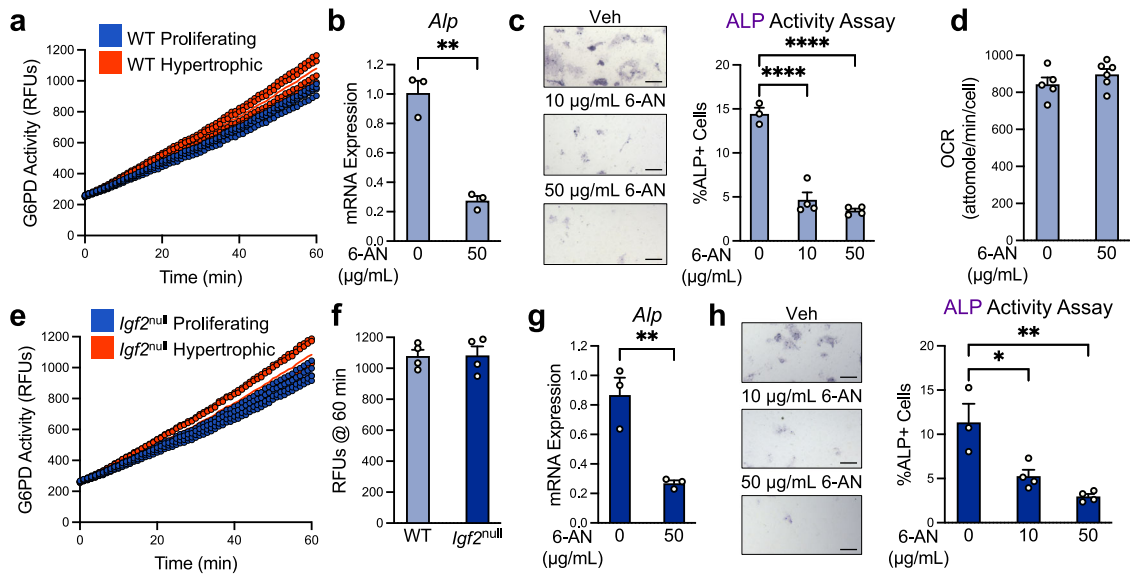 a
WT Proliferating
WT Hypertrophic
G6PD Activity (RFUs)
1200
1000
800
600
400
200
0
0
20
40
60
Time (min)
b
Alp
**
mRNA Expression
1.2
1.0
0.8
0.6
0.4
0.2
0.0
6-AN
(µg/mL)
0
50
c
Veh
10 µg/mL 6-AN
50 µg/mL 6-AN
ALP Activity Assay
****
****
%ALP+ Cells
20
15
10
5
0
6-AN
(µg/mL)
0
10
50
d
OCR
(attomole/min/cell)
1000
800
600
400
200
0
6-AN
(µg/mL)
0
50
e
Igf2null Proliferating
Igf2null Hypertrophic
G6PD Activity (RFUs)
1200
1000
800
600
400
200
0
0
20
40
60
Time (min)
f
RFUs @ 60 min
1200
1000
1200
1000
800
600
400
200
0
WT
Igf2null
g
Alp
**
mRNA Expression
1.2
1.0
0.8
0.6
0.4
0.2
0.0
6-AN
(µg/mL)
0
50
h
Veh
10 µg/mL 6-AN
50 µg/mL 6-AN
ALP Activity Assay
**
*
%ALP+ Cells
20
15
10
5
0
6-AN
(µg/mL)
0
10
50